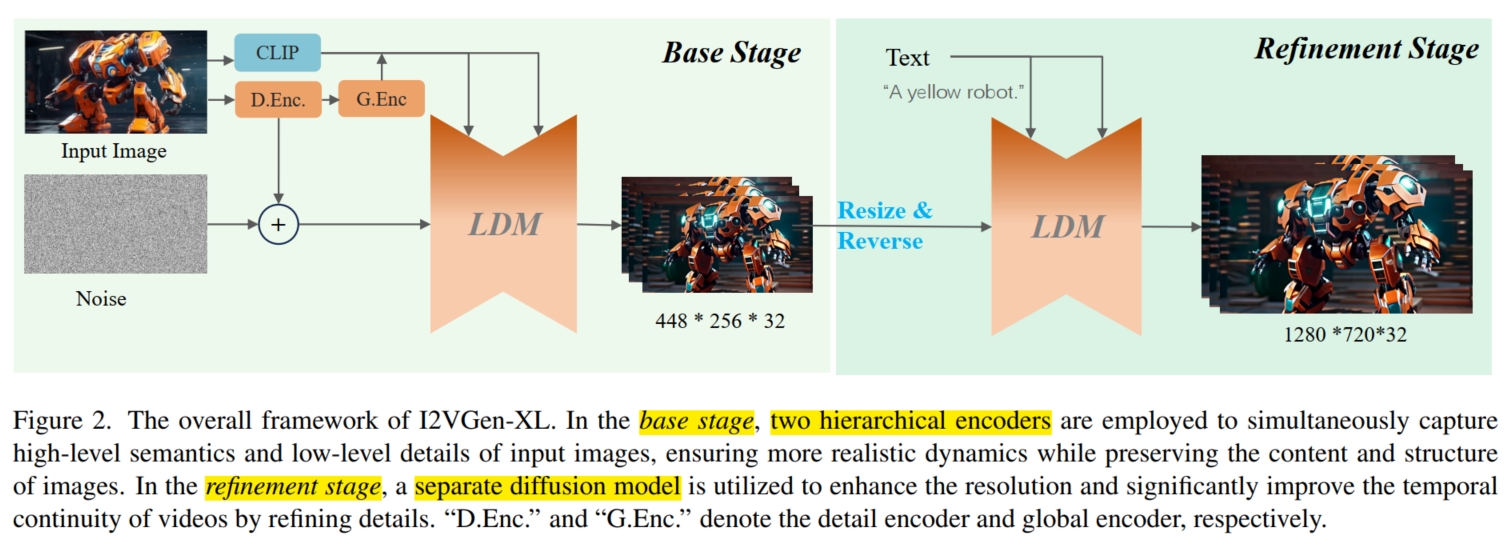 Base Stage
CLIP
D.Enc.
G.Enc
Input Image
Noise
+
LDM
448 * 256 * 32
Refinement Stage
Text
“A yellow robot.”
Resize &
Reverse
LDM
1280 *720*32
Figure 2. The overall framework of I2VGen-XL. In the base stage, two hierarchical encoders are employed to simultaneously capture
high-level semantics and low-level details of input images, ensuring more realistic dynamics while preserving the content and structure
of images. In the refinement stage, a separate diffusion model is utilized to enhance the resolution and significantly improve the temporal
continuity of videos by refining details. “D.Enc.” and “G.Enc.” denote the detail encoder and global encoder, respectively.